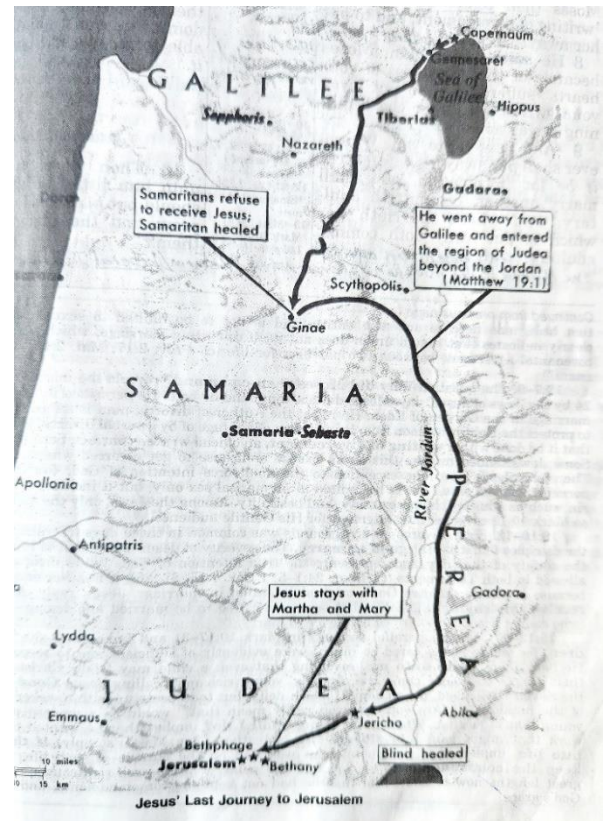 Capernaum
Gennesaret
GALILEE
Sea of
Galilee
Sepphoris
Tiberias
Hippus
Nazareth
Dora
Gadara
Samaritans refuse
to receive Jesus;
Samaritan healed
He went away from
Galilee and entered
the region of Judea
beyond the Jordan
(Matthew 19:1)
Scythopolis
Ginae
SAMARIA
Samaria-Sebaste
River Jordan
PEREA
Apollonia
Antipatris
Jesus stays with
Martha and Mary
Gadora
Lydda
JUDEA
Emmaus
Jericho
Abila
Bethphage
Blind healed
Jerusalem
Bethany
10 miles
15 km
Jesus' Last Journey to Jerusalem